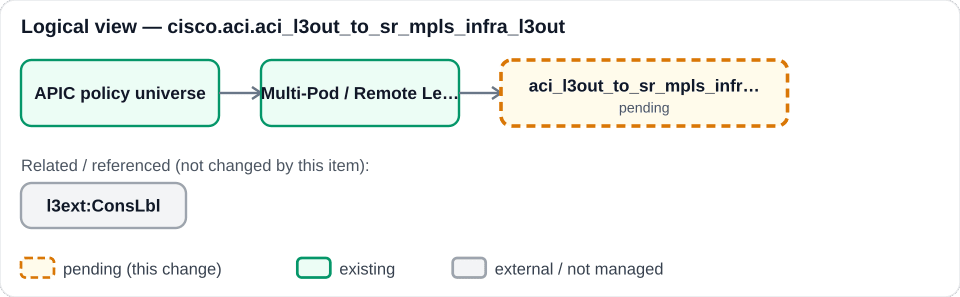 Logical view — cisco.aci.aci_l3out_to_sr_mpls_infra_l3out
APIC policy universe
Multi-Pod / Remote Le…
aci_l3out_to_sr_mpls_infr…
pending
Related / referenced (not changed by this item):
l3ext:ConsLbl
pending (this change)
existing
external / not managed